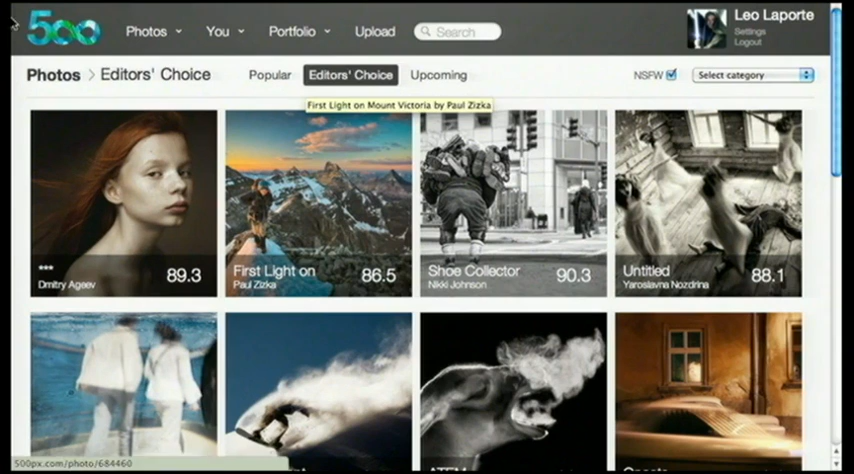 500
Photos You Portfolio Upload Search
Leo Laporte
Settings
Logout
Photos > Editors' Choice Popular Editors' Choice Upcoming NSFW Select category
First Light on Mount Victoria by Paul Zizka
*** 89.3
Dmitry Ageev
First Light on 86.5
Paul Zizka
Shoe Collector 90.3
Nikki Johnson
Untitled 88.1
Yaroslavna Nozdrina
500px.com/photo/684460